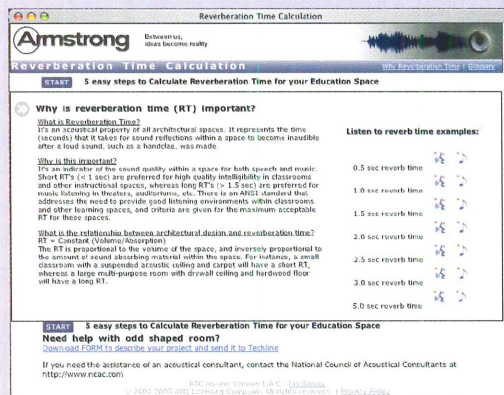 Reverberation Time Calculation
Armstrong
Between us,
ideas become reality
Reverberation Time Calculation
Why Reverberation Time | Glossary
START 5 easy steps to Calculate Reverberation Time for your Education Space
Why is reverberation time (RT) important?
What is Reverberation Time?
It's an acoustical property of all architectural spaces. It represents the time
(seconds) that it takes for sound reflections within a space to become inaudible
after a loud sound, such as a handclap, was made.
Why is this important?
It's an indicator of the sound quality within a space for both speech and music.
Short RT's (< 1 sec) are preferred for high quality intelligibility in classrooms
and other instructional spaces, whereas long RT's (> 1.5 sec) are preferred for
music listening in theaters, auditoriums, etc. There is an ANSI standard that
addresses the need to provide good listening environments within classrooms
and other learning spaces, and criteria are given for the maximum acceptable
RT for these spaces.
What is the relationship between architectural design and reverberation time?
RT = Constant (Volume/Absorption)
The RT is proportional to the volume of the space, and inversely proportional to
the amount of sound absorbing material within the space. For instance, a small
classroom with a suspended acoustic ceiling and carpet will have a short RT,
whereas a large multi-purpose room with drywall ceiling and hardwood floor
will have a long RT.
Listen to reverb time examples:
0.5 sec reverb time
1.0 sec reverb time
1.5 sec reverb time
2.0 sec reverb time
2.5 sec reverb time
3.0 sec reverb time
5.0 sec reverb time
START 5 easy steps to Calculate Reverberation Time for your Education Space
Need help with odd shaped room?
Download FORM to describe your project and send it to Techline
If you need the assistance of an acoustical consultant, contact the National Council of Acoustical Consultants at
http://www.ncac.com
Version 1.0 C | Disclaimer
AWI Licensing Company. All rights reserved. | Privacy Policy